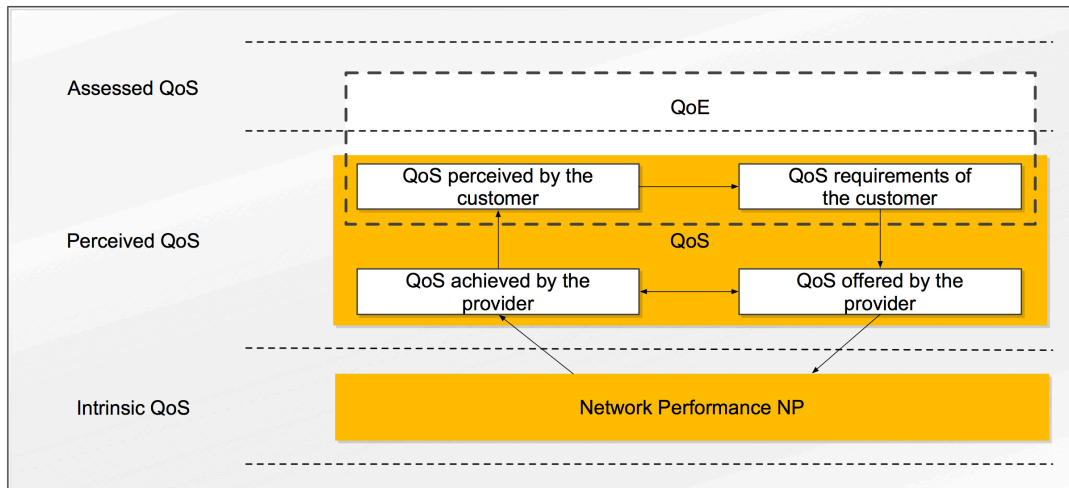 Assessed QoS
QoE
QoS perceived by the
customer
QoS requirements of
the customer
Perceived QoS
QoS
QoS achieved by the
provider
QoS offered by the
provider
Intrinsic QoS
Network Performance NP